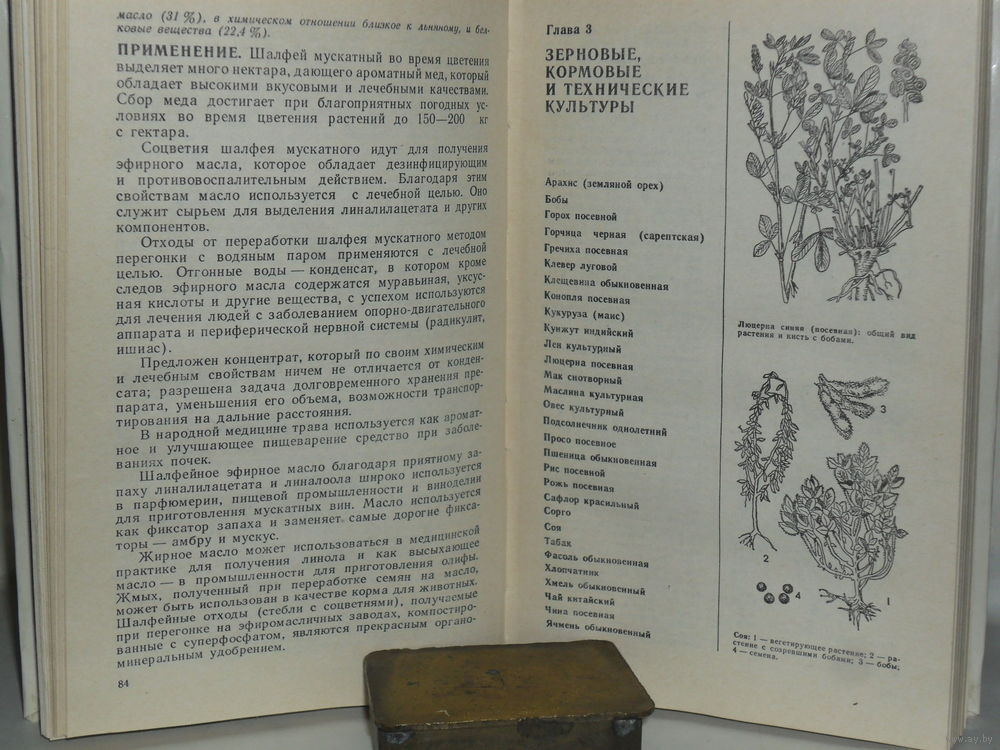 масло (31 %), в химическом отношении близкое к льняному, и бел-
ковые вещества (22,4 %).
ПРИМЕНЕНИЕ. Шалфей мускатный во время цветения
выделяет много нектара, дающего ароматный мед, который
обладает высокими вкусовыми и лечебными качествами.
Сбор меда достигает при благоприятных погодных ус-
ловиях во время цветения растений до 150—200 кг
с гектара.
Соцветия шалфея мускатного идут для получения
эфирного масла, которое обладает дезинфицирующим
и противовоспалительным действием. Благодаря этим
свойствам масло используется с лечебной целью. Оно
служит сырьем для выделения линалилацетата и других
компонентов.
Отходы от переработки шалфея мускатного методом
перегонки с водяным паром применяются с лечебной
целью. Отгонные воды — конденсат, в котором кроме
следов эфирного масла содержатся муравьиная, уксус-
ная кислоты и другие вещества, с успехом используются
для лечения людей с заболеванием опорно-двигательного
аппарата и периферической нервной системы (радикулит,
ишиас).
Предложен концентрат, который по своим химическим
и лечебным свойствам ничем не отличается от конден-
сата; разрешена задача долговременного хранения пре-
парата, уменьшения его объема, возможности транспор-
тирования на дальние расстояния.
В народной медицине трава используется как аромат-
ное и улучшающее пищеварение средство при заболе-
ваниях почек.
Шалфейное эфирное масло благодаря приятному за-
паху линалилацетата и линалоола широко используется
в парфюмерии, пищевой промышленности и виноделии
для приготовления мускатных вин. Масло используется
как фиксатор запаха и заменяет самые дорогие фикса-
торы — амбру и мускус.
Жирное масло может использоваться в медицинской
практике для получения линола и как высыхающее
масло — в промышленности для приготовления олифы.
Жмых, полученный при переработке семян на масло,
может быть использован в качестве корма для животных.
Шалфейные отходы (стебли с соцветиями), получаемые
при перегонке на эфиромасличных заводах, компостиро-
ванные с суперфосфатом, являются прекрасным органо-
минеральным удобрением.
84
Глава 3
ЗЕРНОВЫЕ,
КОРМОВЫЕ
И ТЕХНИЧЕСКИЕ
КУЛЬТУРЫ
Арахис (земляной орех)
Бобы
Горох посевной
Горчица черная (сарептская)
Гречиха посевная
Клевер луговой
Клещевина обыкновенная
Конопля посевная
Кукуруза (маис)
Кунжут индийский
Лен культурный
Люцерна посевная
Мак снотворный
Маслина культурная
Овес культурный
Подсолнечник однолетний
Просо посевное
Пшеница обыкновенная
Рис посевной
Рожь посевная
Сафлор красильный
Сорго
Соя
Табак
Фасоль обыкновенная
Хлопчатник
Хмель обыкновенный
Чай китайский
Чина посевная
Ячмень обыкновенный
Люцерна синяя (посевная): общий вид
растения и кисть с бобами.
3
2
4
1
Соя: 1 — вегетирующее растение; 2 — ра-
стение с созревшими бобами; 3 — бобы;
4 — семена.
www.ay.by